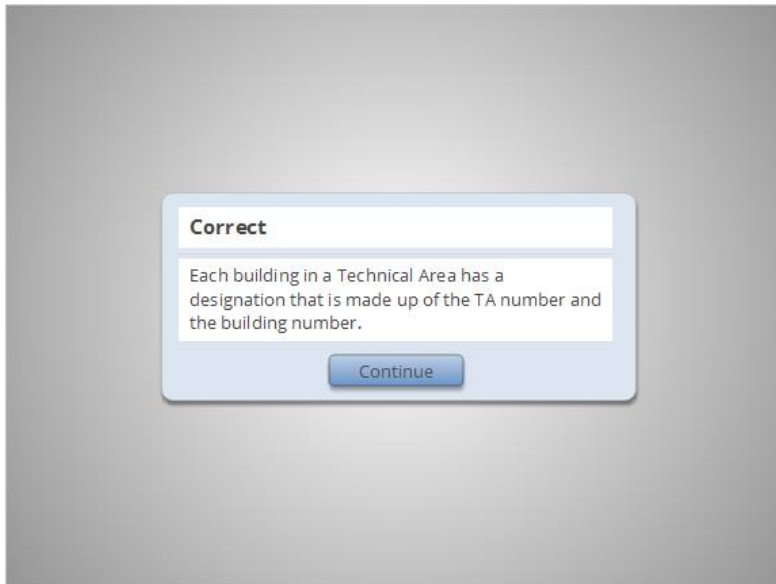 Correct
Each building in a Technical Area has a
designation that is made up of the TA number and
the building number.
Continue